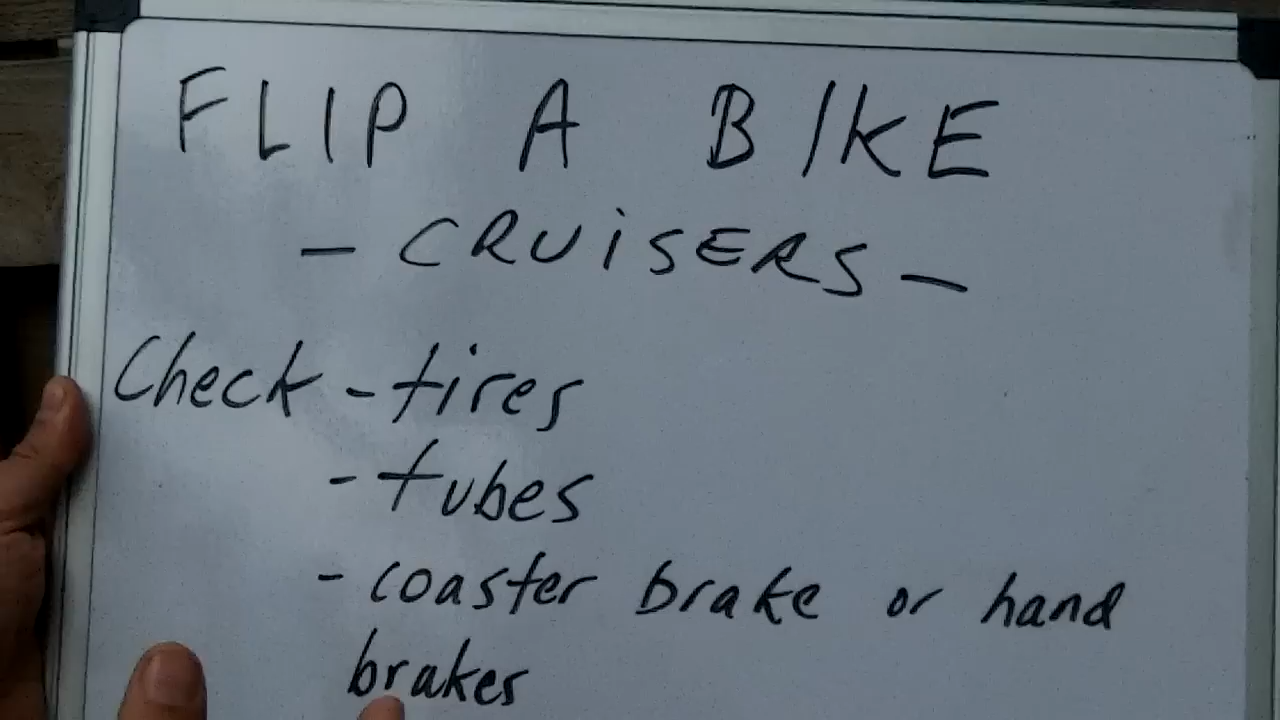 FLIP A BIKE
- CRUiSERS -
Check - tires
- tubes
- coaster brake or hand
brakes